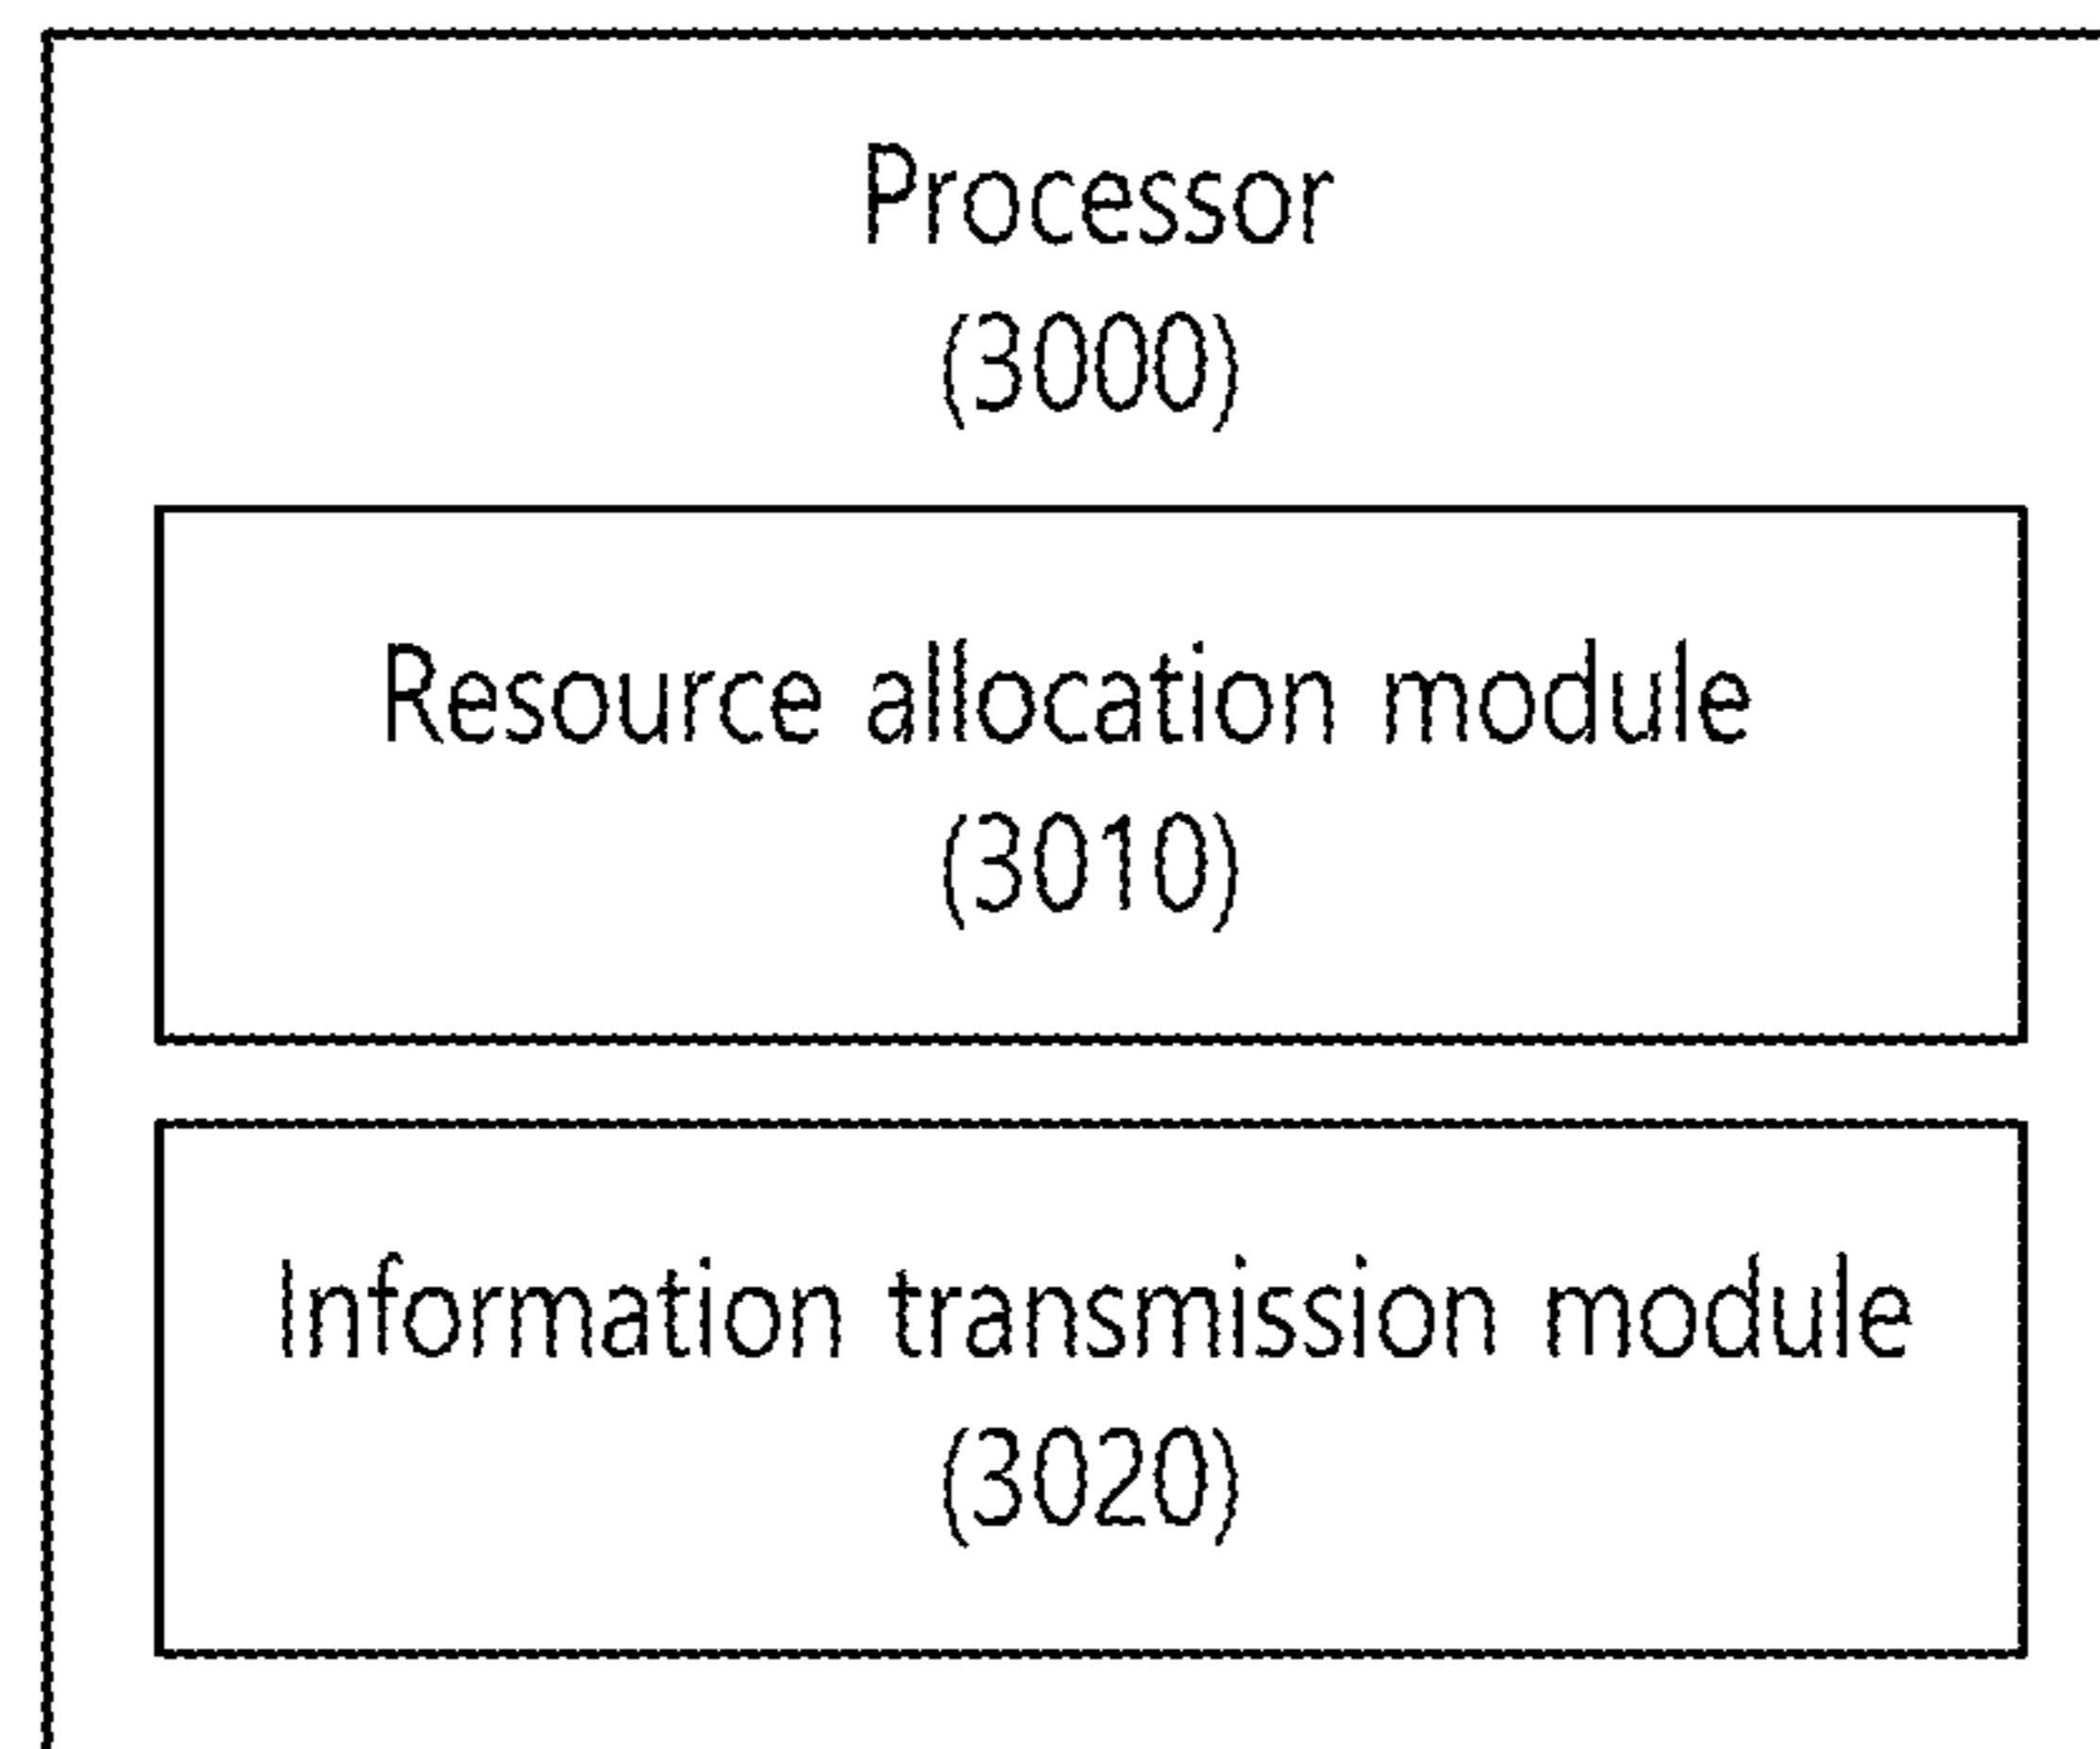 Processor
(3000)
Resource allocation module
(3010)
Information transmission module
(3020)